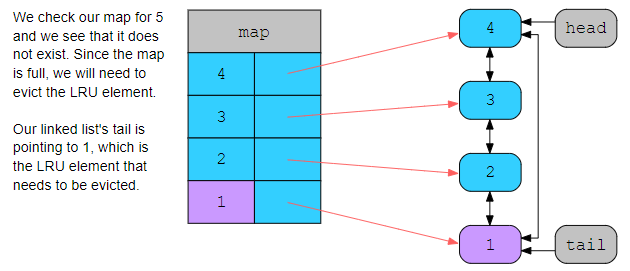 We check our map for 5
and we see that it does
not exist. Since the map
is full, we will need to
evict the LRU element.
Our linked list's tail is
pointing to 1, which is
the LRU element that
needs to be evicted.
map
4
3
2
1
4
3
2
1
head
tail